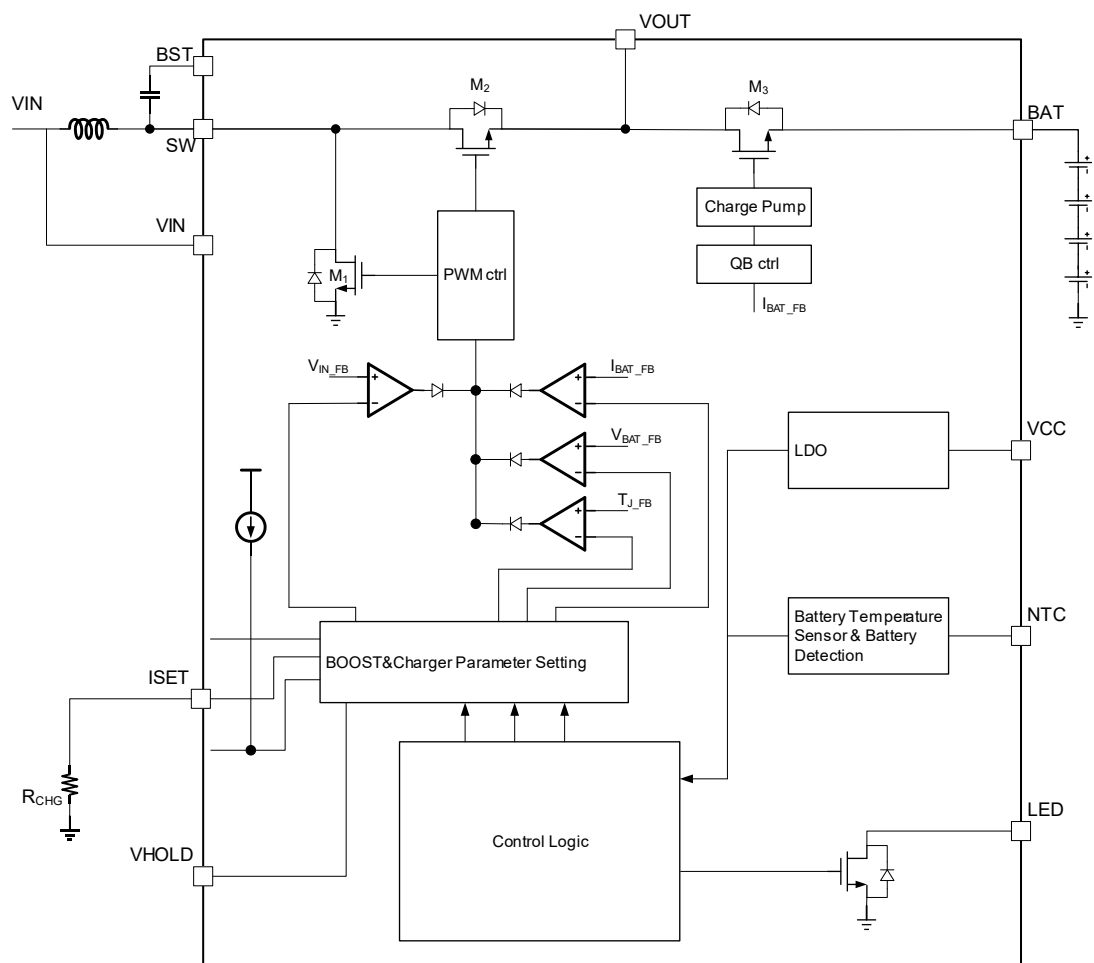 VOUT
BST
M2
M3
VIN
BAT
SW
Charge Pump
VIN
QB ctrl
PWM ctrl
M1
IBAT_FB
VIN_FB
IBAT_FB
+
-
+
-
VBAT_FB
+
-
VCC
LDO
TJ_FB
+
-
Battery Temperature
Sensor & Battery
Detection
NTC
BOOST&Charger Parameter Setting
ISET
RCHG
LED
VHOLD
Control Logic